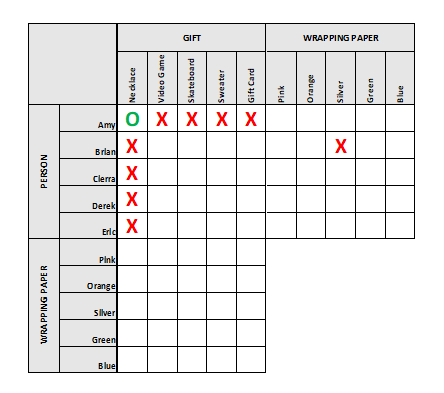 GIFT WRAPPING PAPER
Necklace Video Game Skateboard Sweater Gift Card Pink Orange Silver Green Blue
PERSON
Amy O X X X X
Brian X X
Cierra X
Derek X
Eric X
WRAPPING PAPER
Pink
Orange
Silver
Green
Blue